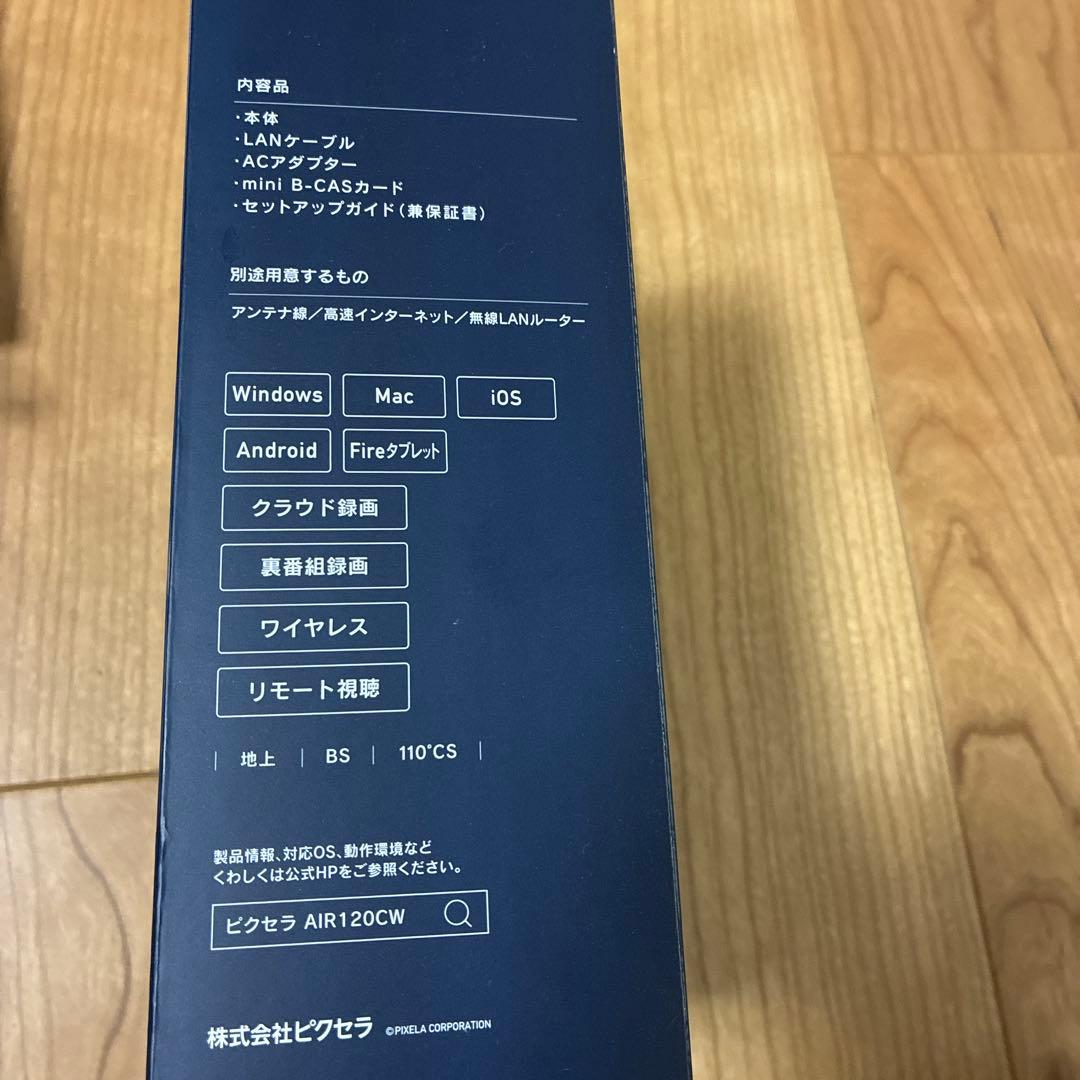 内容品
・本体
・LANケーブル
・ACアダプター
・mini B-CASカード
・セットアップガイド(兼保証書)
別途用意するもの
アンテナ線／高速インターネット／無線LANルーター
Windows Mac iOS
Android Fireタブレット
クラウド録画
裏番組録画
ワイヤレス
リモート視聴
| 地上 | BS | 110°CS |
製品情報、対応OS、動作環境など
くわしくは公式HPをご参照ください。
ピクセラ AIR120CW
株式会社ピクセラ ©PIXELA CORPORATION